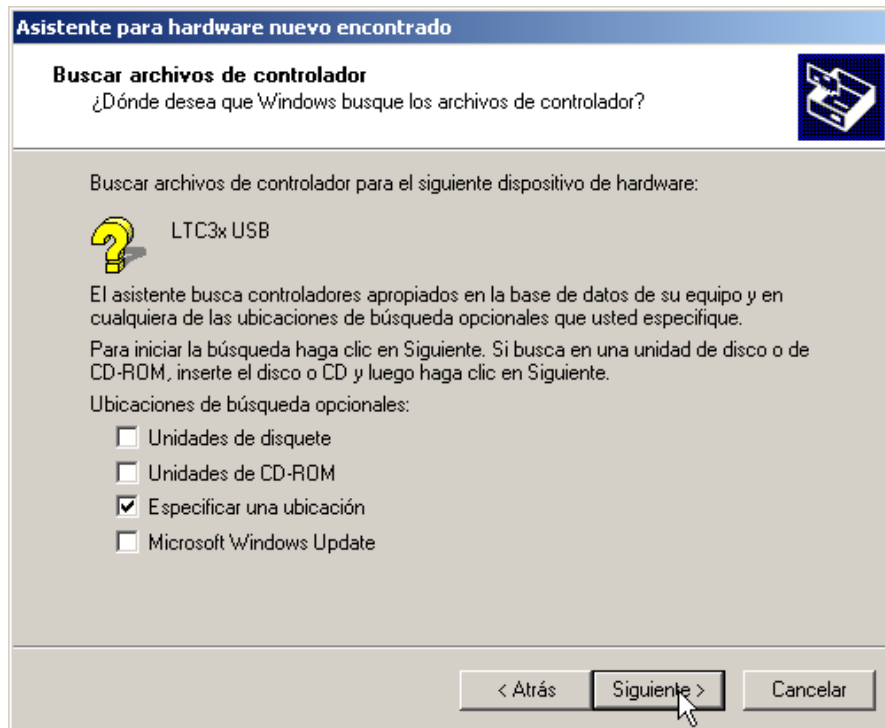 Asistente para hardware nuevo encontrado
Buscar archivos de controlador
¿Dónde desea que Windows busque los archivos de controlador?
Buscar archivos de controlador para el siguiente dispositivo de hardware:
LTC3x USB
El asistente busca controladores apropiados en la base de datos de su equipo y en
cualquiera de las ubicaciones de búsqueda opcionales que usted especifique.
Para iniciar la búsqueda haga clic en Siguiente. Si busca en una unidad de disco o de
CD-ROM, inserte el disco o CD y luego haga clic en Siguiente.
Ubicaciones de búsqueda opcionales:
Unidades de disquete
Unidades de CD-ROM
Especificar una ubicación
Microsoft Windows Update
< Atrás Siguiente > Cancelar